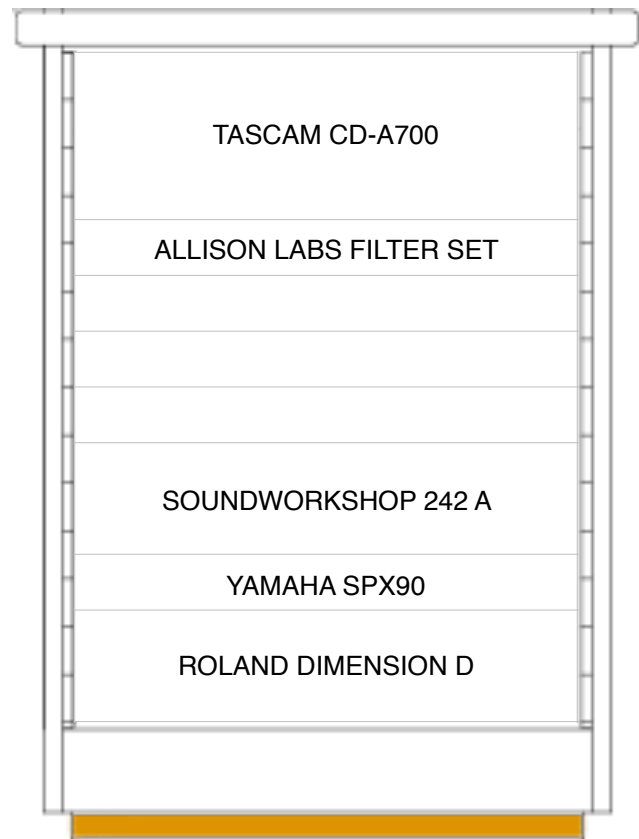 TASCAM CD-A700
ALLISON LABS FILTER SET
SOUNDWORKSHOP 242 A
YAMAHA SPX90
ROLAND DIMENSION D